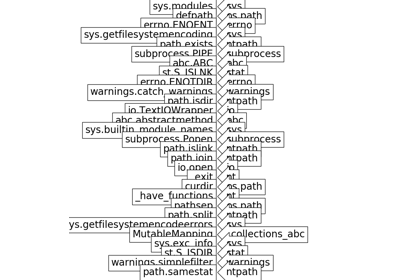 sys.modules sys
defpath os.path
errno.ENOENT errno
sys.getfilesystemencoding sys
path.exists ntpath
subprocess.PIPE subprocess
abc.ABC abc
st.S_ISLNK stat
errno.ENOTDIR errno
warnings.catch_warnings warnings
path.isdir ntpath
io.TextIOWrapper io
abc.abstractmethod abc
sys.builtin_module_names sys
subprocess.Popen subprocess
path.islink ntpath
path.join ntpath
io.open io
_exit nt
curdir os.path
_have_functions nt
pathsep os.path
path.split ntpath
ys.getfilesystemencodeerrors sys
MutableMapping collections_abc
sys.exc_info sys
st.S_ISDIR stat
warnings.simplefilter warnings
path.samestat ntpath